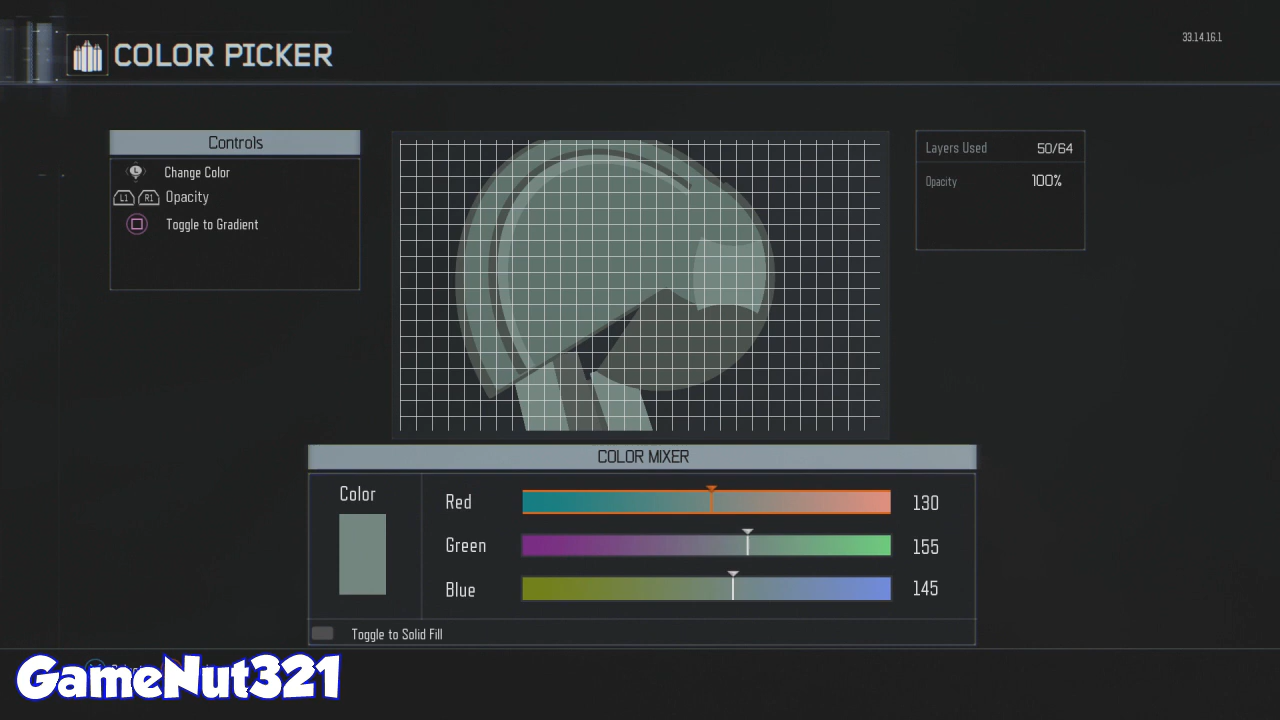 COLOR PICKER
33.14.16.1
Controls
L Change Color
L1 R1 Opacity
Toggle to Gradient
Layers Used 50/64
Opacity 100%
COLOR MIXER
Color
Red 130
Green 155
Blue 145
Toggle to Solid Fill
GameNut321